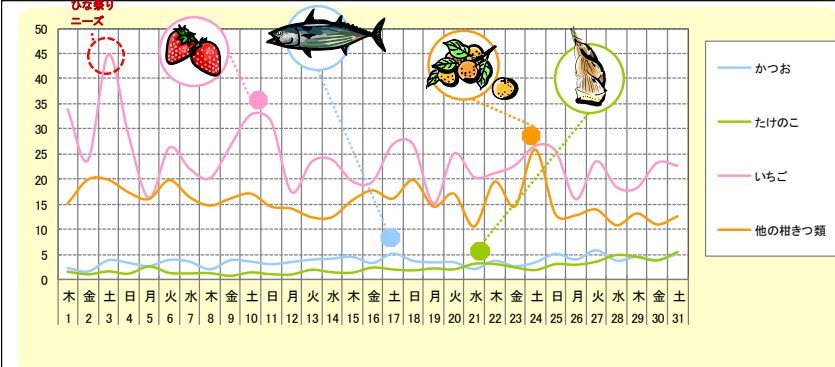 ひな祭り
ニーズ
50
45
40
35
30
25
20
15
10
5
0
かつお
たけのこ
いちご
他の柑きつ類
木 金 土 日 月 火 水 木 金 土 日 月 火 水 木 金 土 日 月 火 水 木 金 土 日 月 火 水 木 金 土
1 2 3 4 5 6 7 8 9 10 11 12 13 14 15 16 17 18 19 20 21 22 23 24 25 26 27 28 29 30 31